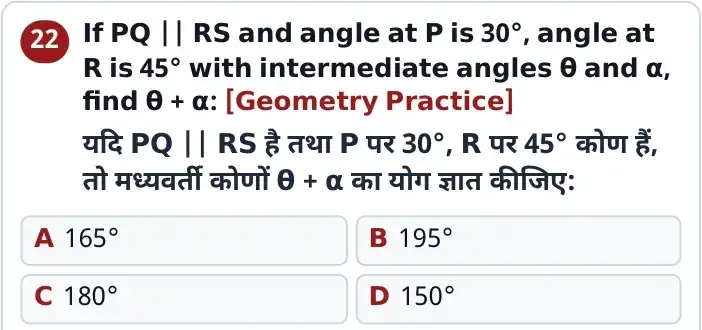 22 If PQ || RS and angle at P is 30°, angle at
R is 45° with intermediate angles θ and α,
find θ + α: [Geometry Practice]
यदि PQ || RS है तथा P पर 30°, R पर 45° कोण हैं,
तो मध्यवर्ती कोणों θ + α का योग ज्ञात कीजिए:
A 165°
B 195°
C 180°
D 150°